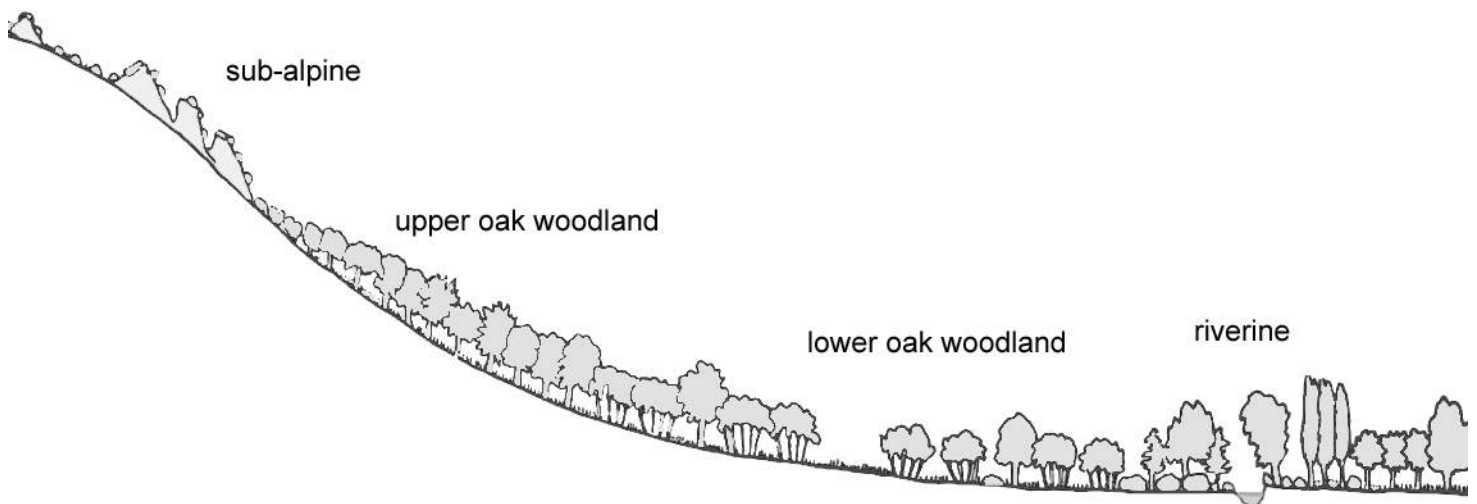 sub-alpine
upper oak woodland
lower oak woodland
riverine